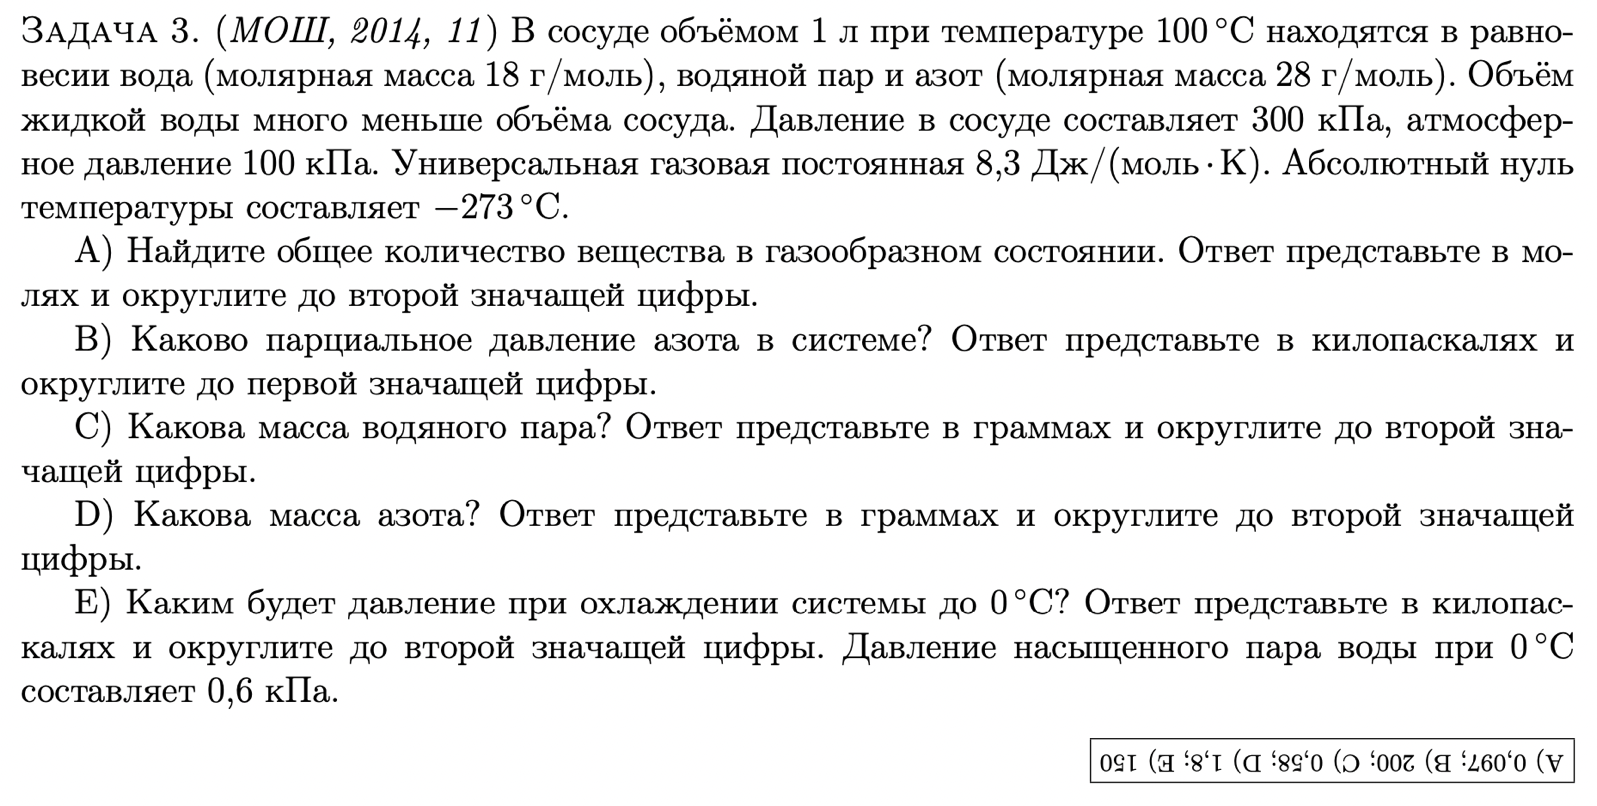 ЗАДАЧА 3. (МОШ, 2014, 11) В сосуде объёмом 1 л при температуре 100 °C находятся в равно-
весии вода (молярная масса 18 г/моль), водяной пар и азот (молярная масса 28 г/моль). Объём
жидкой воды много меньше объёма сосуда. Давление в сосуде составляет 300 кПа, атмосфер-
ное давление 100 кПа. Универсальная газовая постоянная 8,3 Дж/(моль · К). Абсолютный нуль
температуры составляет −273 °C.
A) Найдите общее количество вещества в газообразном состоянии. Ответ представьте в мо-
лях и округлите до второй значащей цифры.
B) Каково парциальное давление азота в системе? Ответ представьте в килопаскалях и
округлите до первой значащей цифры.
C) Какова масса водяного пара? Ответ представьте в граммах и округлите до второй зна-
чащей цифры.
D) Какова масса азота? Ответ представьте в граммах и округлите до второй значащей
цифры.
E) Каким будет давление при охлаждении системы до 0 °C? Ответ представьте в килопас-
калях и округлите до второй значащей цифры. Давление насыщенного пара воды при 0 °C
составляет 0,6 кПа.
A) 0,097; B) 200; C) 0,58; D) 1,8; E) 150